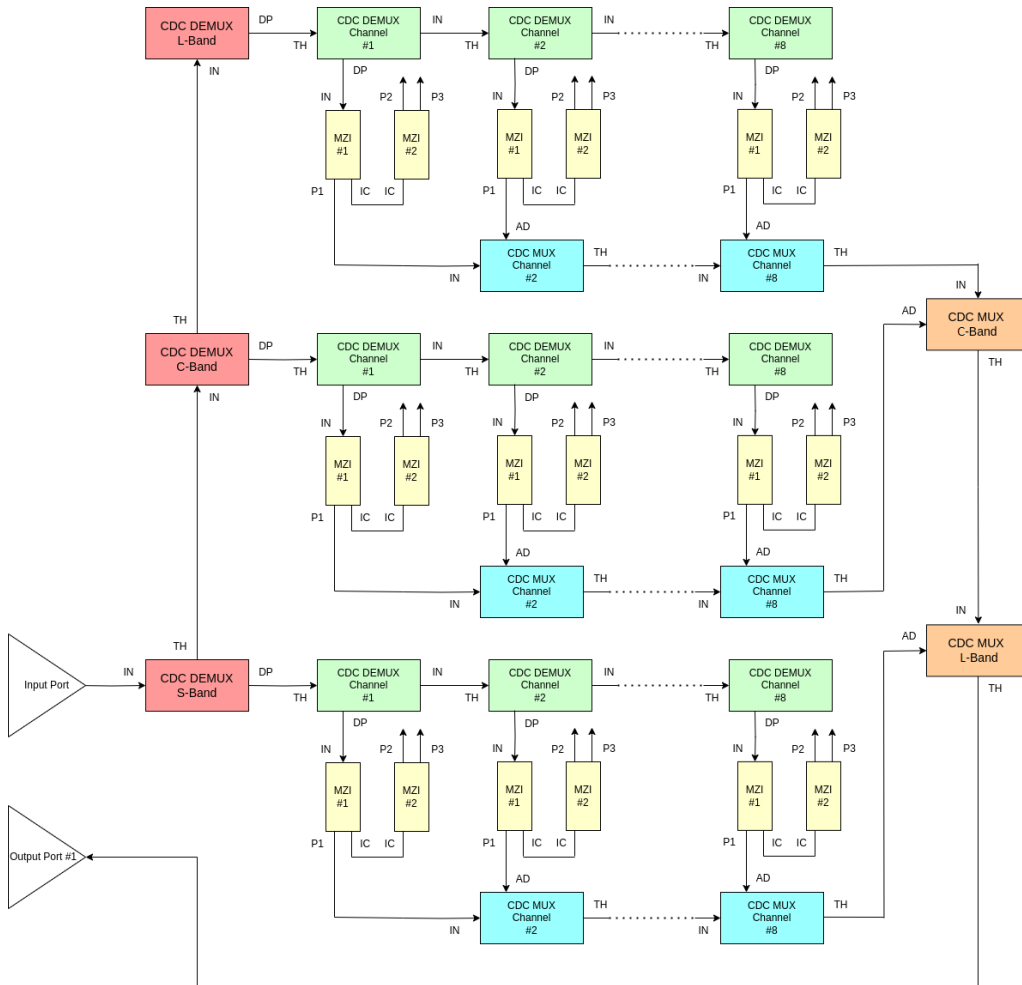 CDC DEMUX
L-Band
DP
TH
CDC DEMUX
Channel
#1
IN
TH
CDC DEMUX
Channel
#2
IN
TH
CDC DEMUX
Channel
#8
IN
DP
IN
P2
P3
MZI
#1
MZI
#2
P1
IC
IC
DP
IN
P2
P3
MZI
#1
MZI
#2
P1
IC
IC
AD
DP
IN
P2
P3
MZI
#1
MZI
#2
P1
IC
IC
AD
IN
CDC MUX
Channel
#2
TH
IN
CDC MUX
Channel
#8
TH
IN
AD
CDC MUX
C-Band
TH
TH
CDC DEMUX
C-Band
DP
TH
CDC DEMUX
Channel
#1
IN
TH
CDC DEMUX
Channel
#2
IN
TH
CDC DEMUX
Channel
#8
IN
DP
IN
P2
P3
MZI
#1
MZI
#2
P1
IC
IC
DP
IN
P2
P3
MZI
#1
MZI
#2
P1
IC
IC
AD
DP
IN
P2
P3
MZI
#1
MZI
#2
P1
IC
IC
AD
IN
CDC MUX
Channel
#2
TH
IN
CDC MUX
Channel
#8
TH
IN
AD
CDC MUX
L-Band
TH
TH
Input Port
IN
CDC DEMUX
S-Band
DP
TH
CDC DEMUX
Channel
#1
IN
TH
CDC DEMUX
Channel
#2
IN
TH
CDC DEMUX
Channel
#8
DP
IN
P2
P3
MZI
#1
MZI
#2
P1
IC
IC
DP
IN
P2
P3
MZI
#1
MZI
#2
P1
IC
IC
AD
DP
IN
P2
P3
MZI
#1
MZI
#2
P1
IC
IC
AD
Output Port #1
IN
CDC MUX
Channel
#2
TH
IN
CDC MUX
Channel
#8
TH